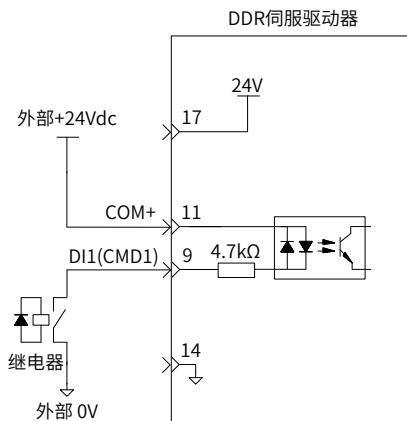 DDR伺服驱动器
24V
外部+24Vdc
17
COM+
11
DI1(CMD1)
9
4.7kΩ
继电器
14
外部 0V